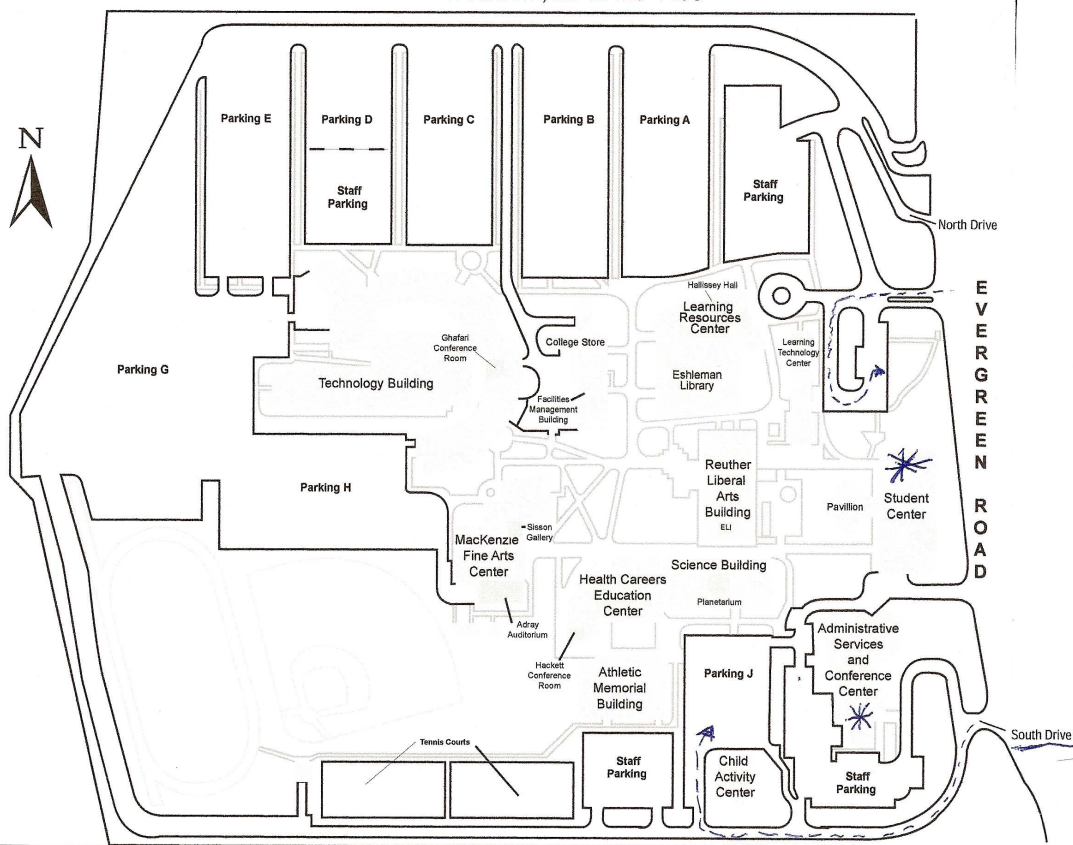 Parking E
Parking D
Parking C
Parking B
Parking A
Staff
Parking
Staff
Parking
N
North Drive
Hallissey Hall
Learning
Resources
Center
Ghafari
Conference
Room
College Store
Learning
Technology
Center
Parking G
Technology Building
Eshleman
Library
Facilities
Management
Building
EVERGREEN ROAD
Reuther
Liberal
Arts
Building
ELI
Parking H
Pavillion
Student
Center
Sisson
Gallery
MacKenzie
Fine Arts
Center
Science Building
Health Careers
Education
Center
Planetarium
Adray
Auditorium
Administrative
Services
and
Conference
Center
Hackett
Conference
Room
Athletic
Memorial
Building
Parking J
South Drive
Tennis Courts
Staff
Parking
Child
Activity
Center
Staff
Parking